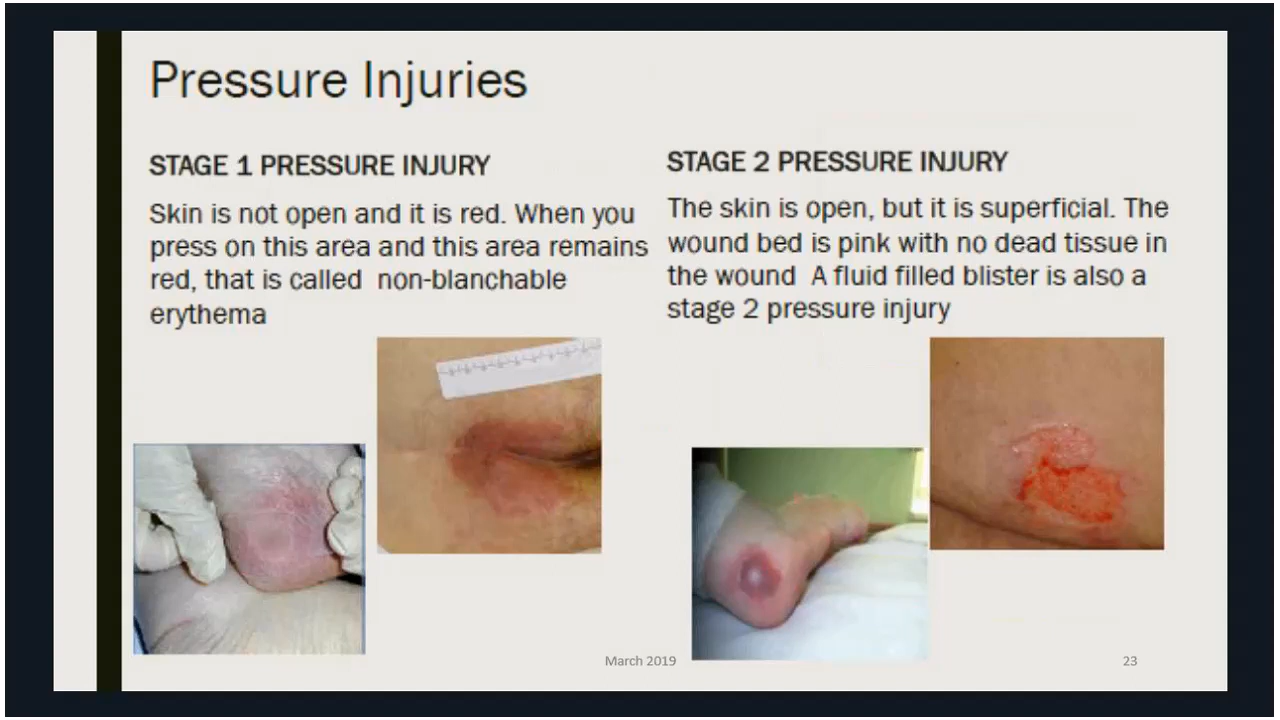 Pressure Injuries
STAGE 1 PRESSURE INJURY
Skin is not open and it is red. When you
press on this area and this area remains
red, that is called non-blanchable
erythema
STAGE 2 PRESSURE INJURY
The skin is open, but it is superficial. The
wound bed is pink with no dead tissue in
the wound A fluid filled blister is also a
stage 2 pressure injury
March 2019
23